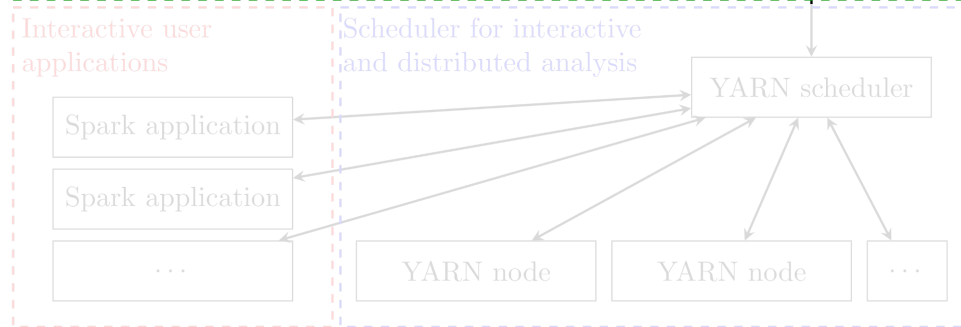 Interactive user
applications
Scheduler for interactive
and distributed analysis
YARN scheduler
Spark application
Spark application
···
YARN node
YARN node
···